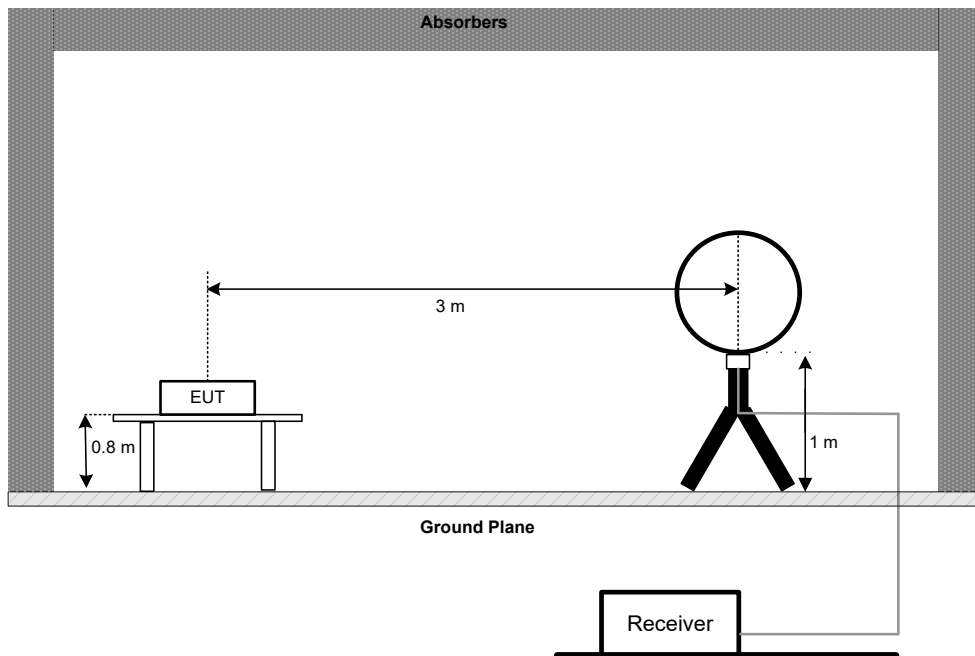 Absorbers
3 m
EUT
0.8 m
1 m
Ground Plane
Receiver